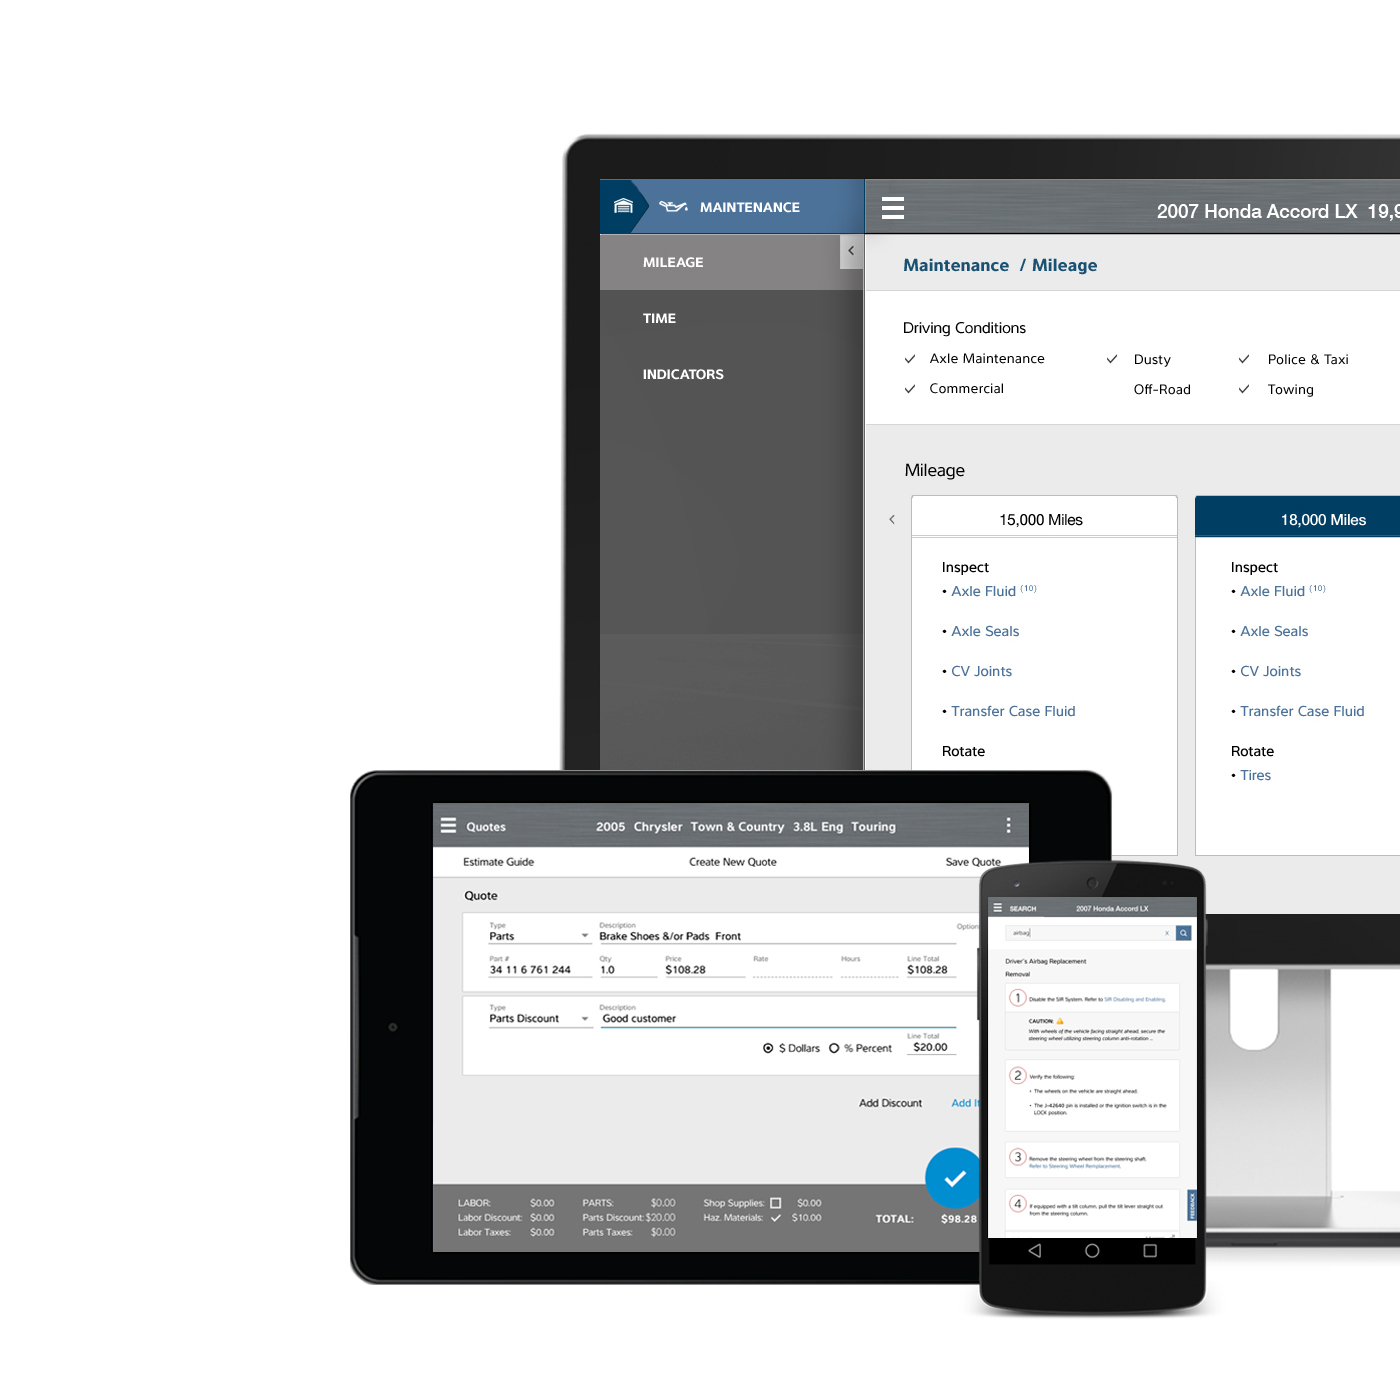 MAINTENANCE
2007 Honda Accord LX 19,9
MILEAGE
TIME
INDICATORS
Maintenance / Mileage
Driving Conditions
Axle Maintenance Dusty Police & Taxi
Commercial Off-Road Towing
Mileage
15,000 Miles
Inspect
• Axle Fluid (10)
• Axle Seals
• CV Joints
• Transfer Case Fluid
Rotate
18,000 Miles
Inspect
• Axle Fluid (10)
• Axle Seals
• CV Joints
• Transfer Case Fluid
Rotate
• Tires
Quotes 2005 Chrysler Town & Country 3.8L Eng Touring
Estimate Guide Create New Quote Save Quote
Quote
Type Description Option
Parts Brake Shoes &/or Pads Front
Part # Qty Price Rate Hours Line Total
34 11 6 761 244 1.0 $108.28 $108.28
Type Description
Parts Discount Good customer
Line Total
$ Dollars % Percent $20.00
Add Discount Add It
LABOR: $0.00 PARTS: $0.00 Shop Supplies: $0.00
Labor Discount: $0.00 Parts Discount: $20.00 Haz. Materials: $10.00 TOTAL: $98.28
Labor Taxes: $0.00 Parts Taxes: $0.00
SEARCH 2007 Honda Accord LX
airbag x
Driver's Airbag Replacement
Removal
1 Disable the SIR System. Refer to SIR Disabling and Enabling.
CAUTION:
With wheels of the vehicle facing straight ahead, secure the
steering wheel utilizing steering column anti-rotation ...
2 Verify the following:
• The wheels on the vehicle are straight ahead.
• The J-42640 pin is installed or the ignition switch is in the
LOCK position.
3 Remove the steering wheel from the steering shaft.
Refer to Steering Wheel Remplacement.
4 If equipped with a tilt column, pull the tilt lever straight out
from the steering column.
FEEDBACK